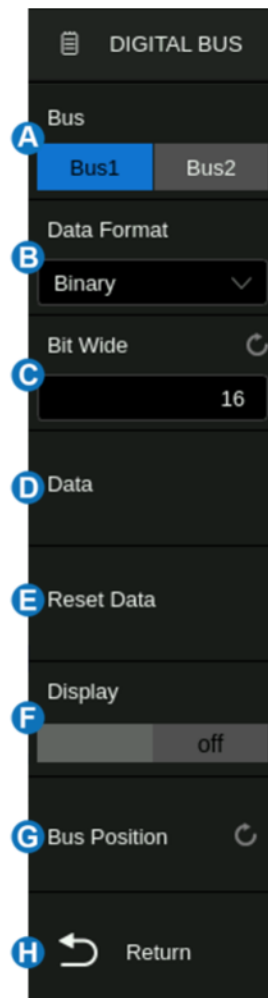 DIGITAL BUS
Bus
A
Bus1 Bus2
Data Format
B
Binary
Bit Wide
C
16
D Data
E Reset Data
Display
F
off
G Bus Position
H Return